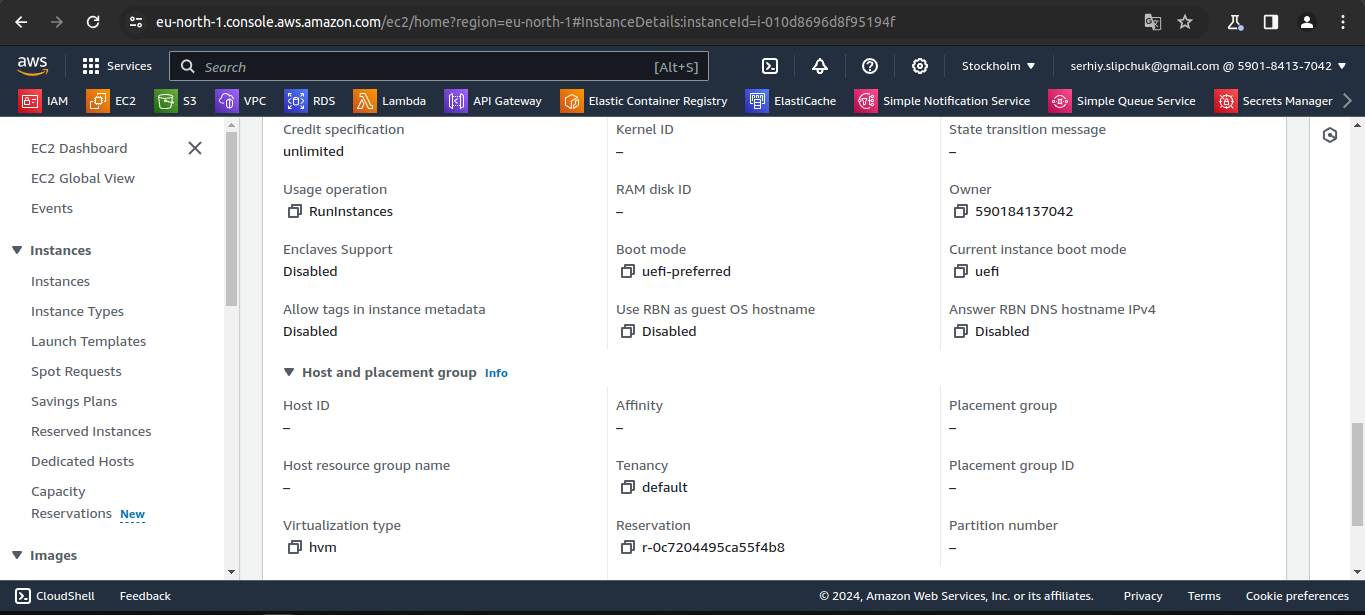 eu-north-1.console.aws.amazon.com/ec2/home?region=eu-north-1#InstanceDetails:instanceId=i-010d8696d8f95194f
aws Services Search [Alt+S] Stockholm serhiy.slipchuk@gmail.com @ 5901-8413-7042
IAM EC2 S3 VPC RDS Lambda API Gateway Elastic Container Registry ElastiCache Simple Notification Service Simple Queue Service Secrets Manager
EC2 Dashboard
EC2 Global View
Events
Instances
Instances
Instance Types
Launch Templates
Spot Requests
Savings Plans
Reserved Instances
Dedicated Hosts
Capacity
Reservations New
Images
Credit specification Kernel ID State transition message
unlimited – –
Usage operation RAM disk ID Owner
RunInstances – 590184137042
Enclaves Support Boot mode Current instance boot mode
Disabled uefi-preferred uefi
Allow tags in instance metadata Use RBN as guest OS hostname Answer RBN DNS hostname IPv4
Disabled Disabled Disabled
Host and placement group Info
Host ID Affinity Placement group
– – –
Host resource group name Tenancy Placement group ID
– default –
Virtualization type Reservation Partition number
hvm r-0c7204495ca55f4b8 –
CloudShell Feedback © 2024, Amazon Web Services, Inc. or its affiliates. Privacy Terms Cookie preferences